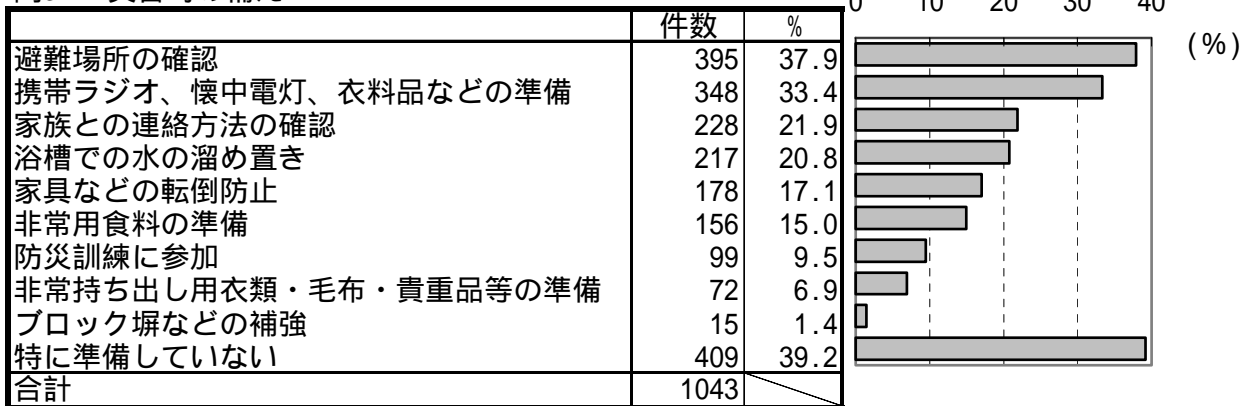 0 10 20 30 40
件数 %
(%)
避難場所の確認 395 37.9
携帯ラジオ、懐中電灯、衣料品などの準備 348 33.4
家族との連絡方法の確認 228 21.9
浴槽での水の溜め置き 217 20.8
家具などの転倒防止 178 17.1
非常用食料の準備 156 15.0
防災訓練に参加 99 9.5
非常持ち出し用衣類・毛布・貴重品等の準備 72 6.9
ブロック塀などの補強 15 1.4
特に準備していない 409 39.2
合計 1043